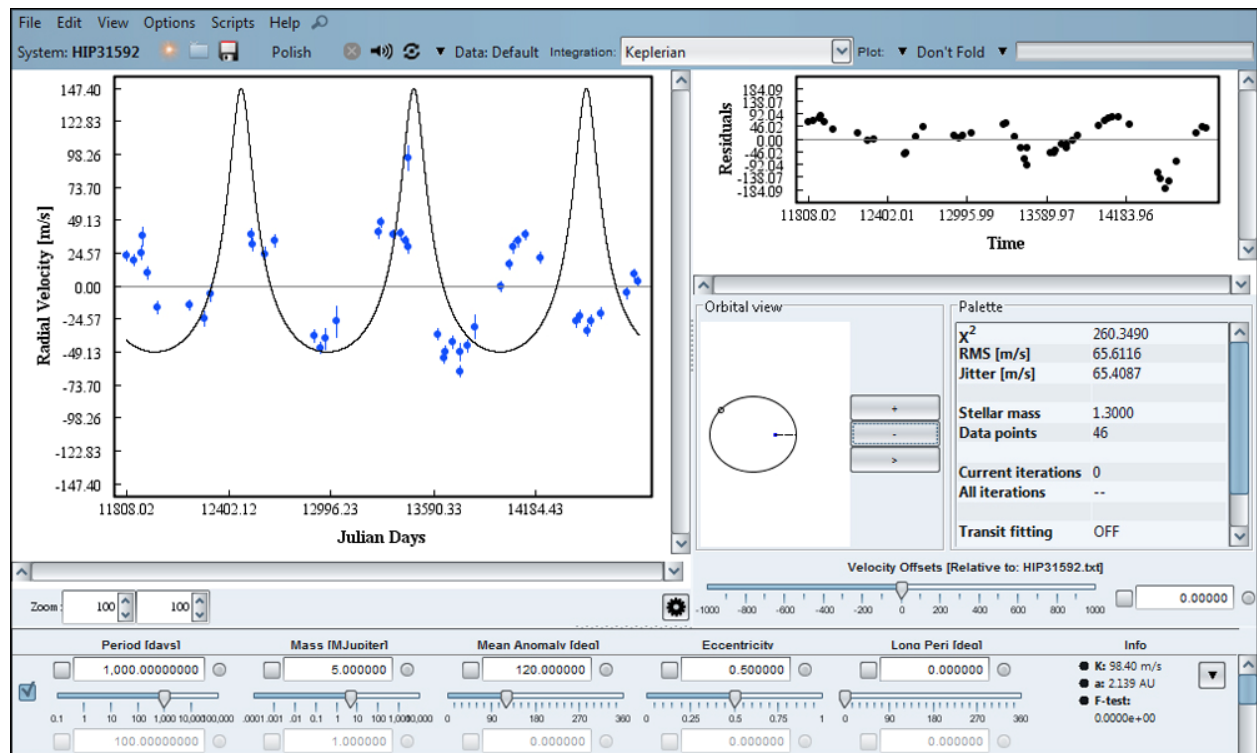 File Edit View Options Scripts Help
System: HIP31592 Polish Data: Default Integration: Keplerian Plot: Don't Fold
147.40
122.83
98.26
73.70
49.13
24.57
0.00
-24.57
-49.13
-73.70
-98.26
-122.83
-147.40
Radial Velocity [m/s]
11808.02 12402.12 12996.23 13590.33 14184.43
Julian Days
184.09
138.07
92.04
46.02
0.00
-46.02
-92.04
-138.07
-184.09
Residuals
11808.02 12402.01 12995.99 13589.97 14183.96
Time
Orbital view
+
-
>
Palette
X2 260.3490
RMS [m/s] 65.6116
Jitter [m/s] 65.4087
Stellar mass 1.3000
Data points 46
Current iterations 0
All iterations --
Transit fitting OFF
Velocity Offsets [Relative to: HIP31592.txt]
-1000 -800 -600 -400 -200 0 200 400 600 800 1000 0.00000
Zoom: 100 100
Period [days] Mass [MJupiter] Mean Anomaly [deg] Eccentricity Long Peri [deg] Info
1,000.00000000 5.000000 120.000000 0.500000 0.000000
K: 98.40 m/s
a: 2.139 AU
F-test:
0.0000e+00
0.1 1 10 100 1,000 10,000 100,000 .0001 .001 .01 0.1 1 10 0 90 180 270 360 0 0.25 0.5 0.75 1 0 90 180 270 360
100.00000000 1.000000 0.000000 0.000000 0.000000